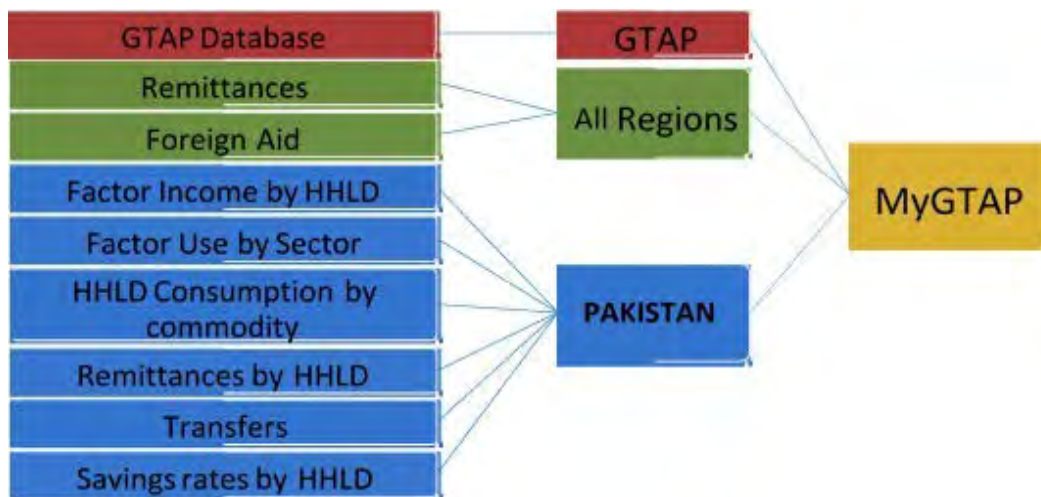 GTAP Database
Remittances
Foreign Aid
Factor Income by HHLD
Factor Use by Sector
HHLD Consumption by
commodity
Remittances by HHLD
Transfers
Savings rates by HHLD
GTAP
All Regions
PAKISTAN
MyGTAP